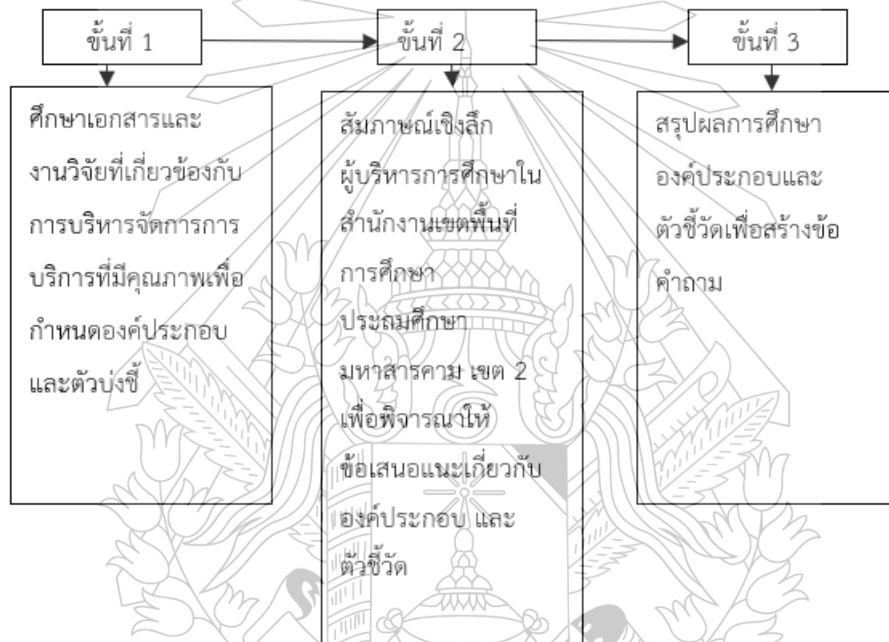 ขั้นที่ 1
ขั้นที่ 2
ขั้นที่ 3
ศึกษาเอกสารและ
งานวิจัยที่เกี่ยวข้องกับ
การบริหารจัดการการ
บริการที่มีคุณภาพเพื่อ
กำหนดองค์ประกอบ
และตัวบ่งชี้
สัมภาษณ์เชิงลึก
ผู้บริหารการศึกษาใน
สำนักงานเขตพื้นที่
การศึกษา
ประถมศึกษา
มหาสารคาม เขต 2
เพื่อพิจารณาให้
ข้อเสนอแนะเกี่ยวกับ
องค์ประกอบ และ
ตัวชี้วัด
สรุปผลการศึกษา
องค์ประกอบและ
ตัวชี้วัดเพื่อสร้างข้อ
คำถาม